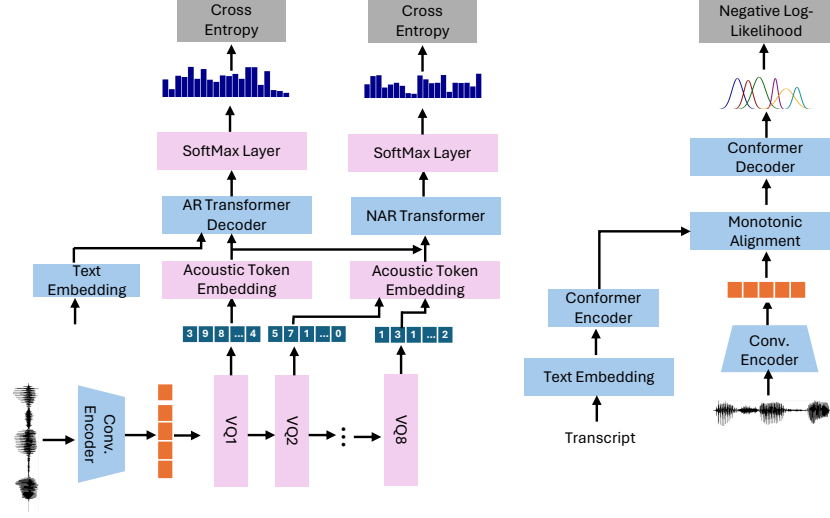 Cross
Entropy
Cross
Entropy
Negative Log-
Likelihood
SoftMax Layer
SoftMax Layer
Conformer
Decoder
AR Transformer
Decoder
NAR Transformer
Monotonic
Alignment
Text
Embedding
Acoustic Token
Embedding
Acoustic Token
Embedding
Conformer
Encoder
3 9 8 ... 4
5 7 1 ... 0
1 3 1 ... 2
Conv.
Encoder
Text Embedding
Transcript
Conv.
Encoder
VQ1
VQ2
VQ8